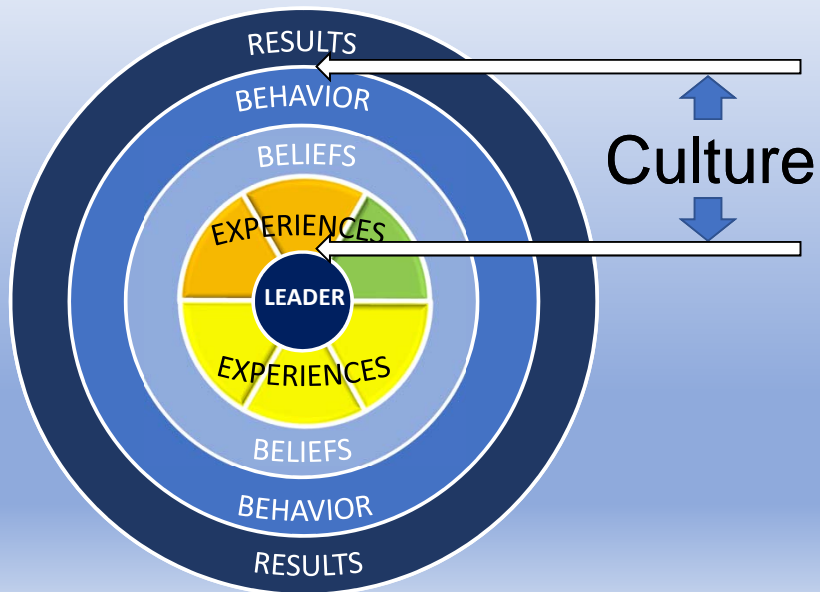 RESULTS
BEHAVIOR
BELIEFS
Culture
EXPERIENCES
LEADER
EXPERIENCES
BELIEFS
BEHAVIOR
RESULTS